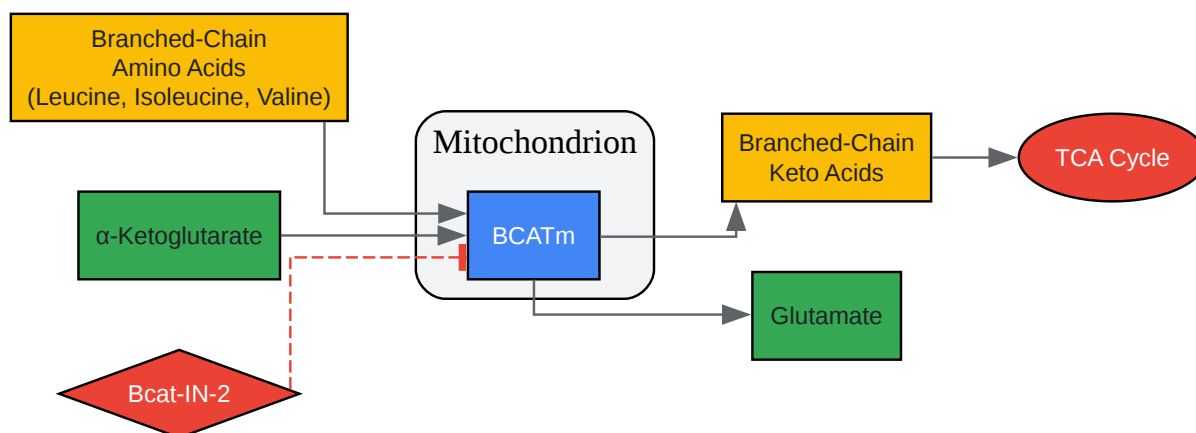 Branched-Chain
Amino Acids
(Leucine, Isoleucine, Valine)
Mitochondrion
Branched-Chain
Keto Acids
TCA Cycle
α-Ketoglutarate
BCATm
Glutamate
Bcat-IN-2